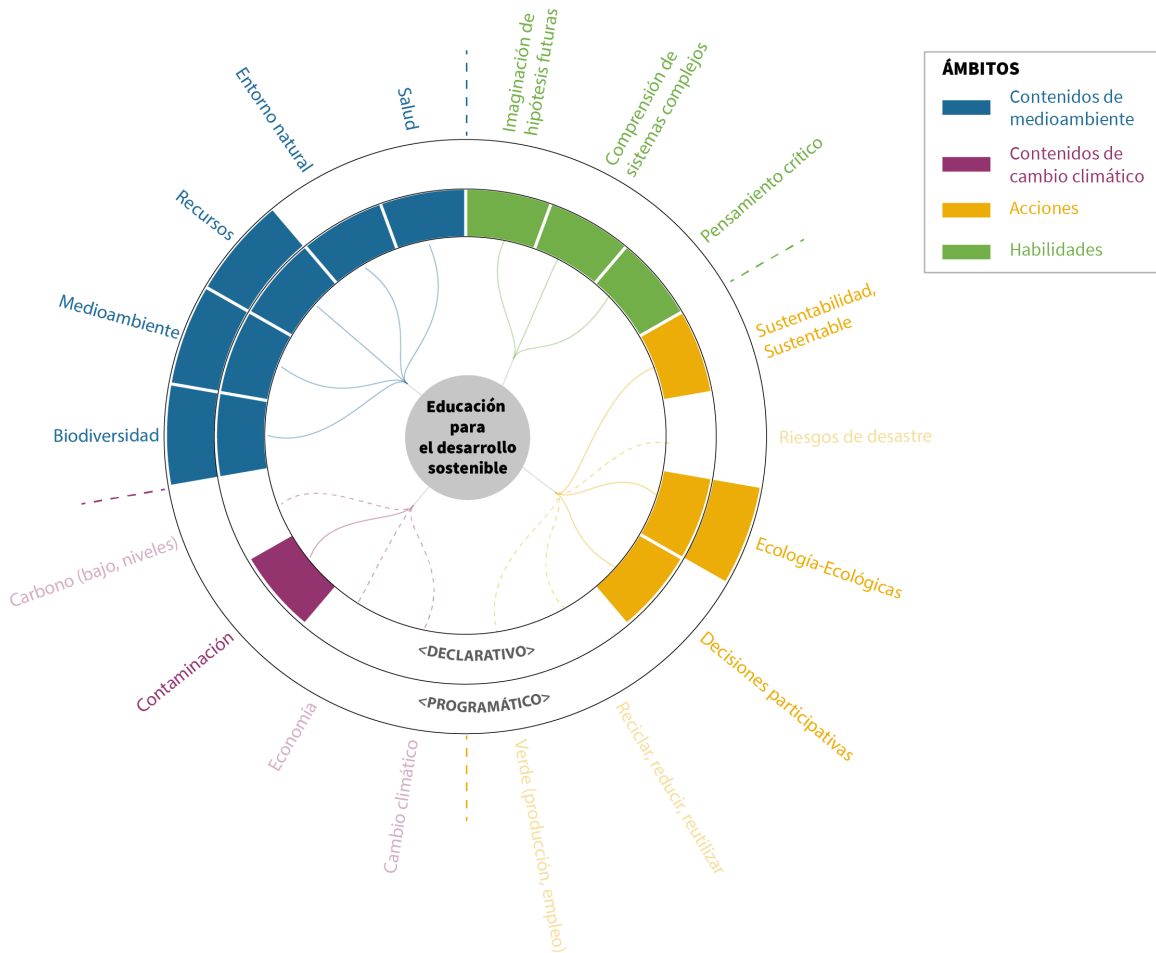 Imaginación de
hipótesis futuras
Comprensión de
sistemas complejos
Pensamiento crítico
Sustentabilidad,
Sustentable
Riesgos de desastre
Ecología-Ecológicas
Decisiones participativas
Reciclar, reducir, reutilizar
Verde (producción, empleo)
Cambio climático
Economía
Contaminación
Carbono (bajo, niveles)
Biodiversidad
Medioambiente
Recursos
Entorno natural
Salud
Educación
para
el desarrollo
sostenible
<DECLARATIVO>
<PROGRAMÁTICO>
ÁMBITOS
Contenidos de
medioambiente
Contenidos de
cambio climático
Acciones
Habilidades